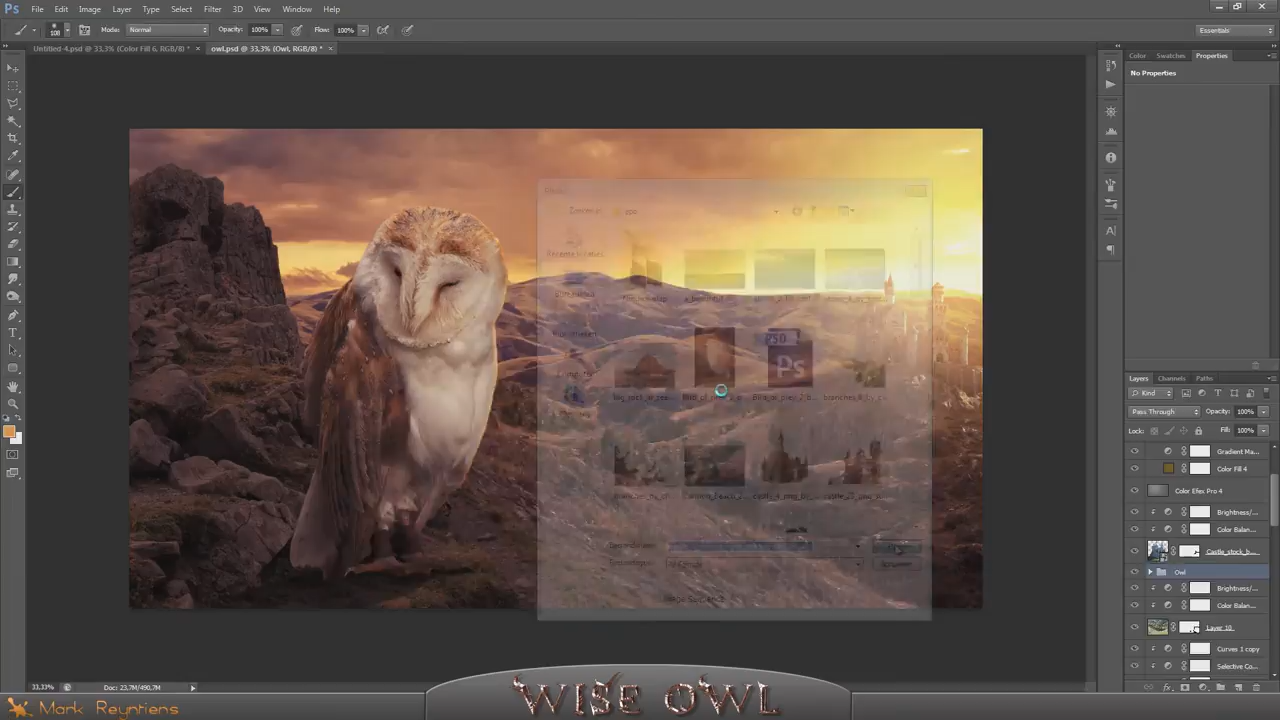 Ps File Edit Image Layer Type Select Filter 3D View Window Help
108 Mode: Normal Opacity: 100% Flow: 100% Essentials
Untitled-4.psd @ 33,3% (Color Fill 6, RGB/8) * × owl.psd @ 33,3% (Owl, RGB/8) * ×
Color Swatches Properties
No Properties
Layers Channels Paths
Kind
Pass Through Opacity: 100%
Lock: Fill: 100%
Gradient Ma...
Color Fill 4
Color Efex Pro 4
Brightness/...
Color Balan...
Castle_stock_b...
Owl
Brightness/...
Color Balan...
Layer 10
Curves 1 copy
Selective Co...
33,33% Doc: 23,7M/490,7M
WISE OWL
Mark Reyntiens